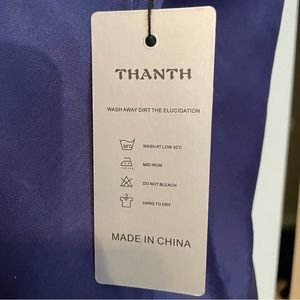 THANTH
WASH AWAY DIRT THE ELUCIDATION
30°C
WASH AT LOW 30°C
MID IRON
DO NOT BLEACH
HANG TO DRY
MADE IN CHINA